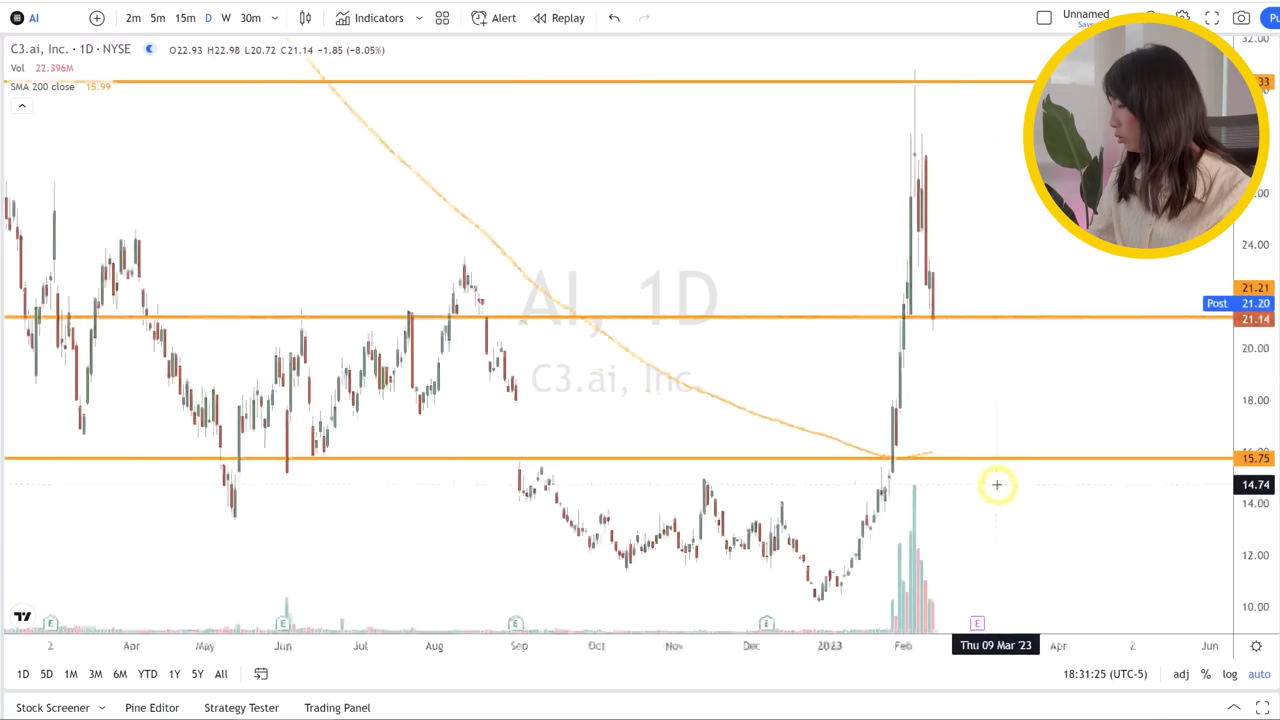 AI 2m 5m 15m D W 30m Indicators Alert Replay Unnamed
C3.ai, Inc. · 1D · NYSE O22.93 H22.98 L20.72 C21.14 −1.85 (−8.05%)
Vol 22.396M
SMA 200 close 15.99
32.00
33
24.00
21.21
Post 21.20
21.14
20.00
18.00
15.75
14.74
14.00
12.00
10.00
AI, 1D
C3.ai, Inc.
E E E E E
2 Apr May Jun Jul Aug Sep Oct Nov Dec 2023 Feb Thu 09 Mar '23 Apr 2 Jun
1D 5D 1M 3M 6M YTD 1Y 5Y All 18:31:25 (UTC-5) adj % log auto
Stock Screener Pine Editor Strategy Tester Trading Panel